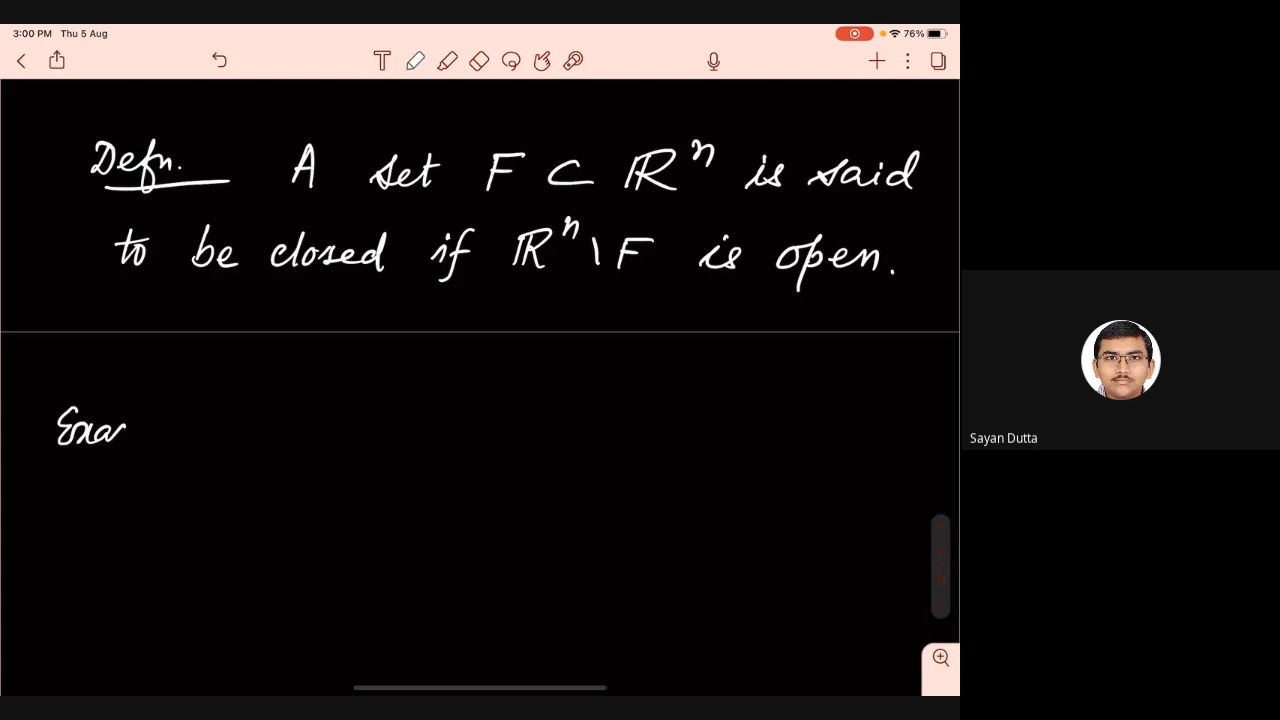 3:00 PM Thu 5 Aug
76%
T
Defn. A set F ⊂ ℝⁿ is said
to be closed if ℝⁿ \ F is open.
Exa
Sayan Dutta